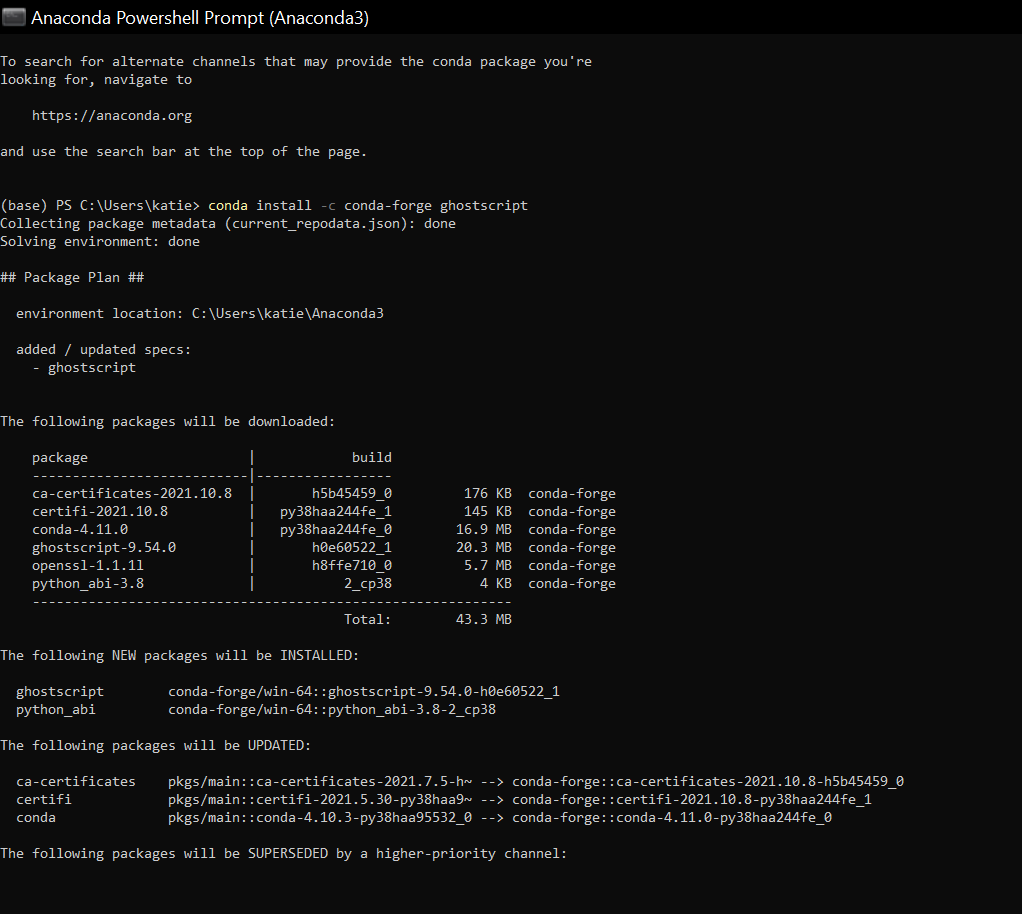 Anaconda Powershell Prompt (Anaconda3)
To search for alternate channels that may provide the conda package you're
looking for, navigate to
https://anaconda.org
and use the search bar at the top of the page.
(base) PS C:\Users\katie> conda install -c conda-forge ghostscript
Collecting package metadata (current_repodata.json): done
Solving environment: done
## Package Plan ##
environment location: C:\Users\katie\Anaconda3
added / updated specs:
- ghostscript
The following packages will be downloaded:
package | build
---------------------------|-----------------
ca-certificates-2021.10.8 | h5b45459_0 176 KB conda-forge
certifi-2021.10.8 | py38haa244fe_1 145 KB conda-forge
conda-4.11.0 | py38haa244fe_0 16.9 MB conda-forge
ghostscript-9.54.0 | h0e60522_1 20.3 MB conda-forge
openssl-1.1.1l | h8ffe710_0 5.7 MB conda-forge
python_abi-3.8 | 2_cp38 4 KB conda-forge
------------------------------------------------------------
Total: 43.3 MB
The following NEW packages will be INSTALLED:
ghostscript conda-forge/win-64::ghostscript-9.54.0-h0e60522_1
python_abi conda-forge/win-64::python_abi-3.8-2_cp38
The following packages will be UPDATED:
ca-certificates pkgs/main::ca-certificates-2021.7.5-h~ --> conda-forge::ca-certificates-2021.10.8-h5b45459_0
certifi pkgs/main::certifi-2021.5.30-py38haa9~ --> conda-forge::certifi-2021.10.8-py38haa244fe_1
conda pkgs/main::conda-4.10.3-py38haa95532_0 --> conda-forge::conda-4.11.0-py38haa244fe_0
The following packages will be SUPERSEDED by a higher-priority channel: